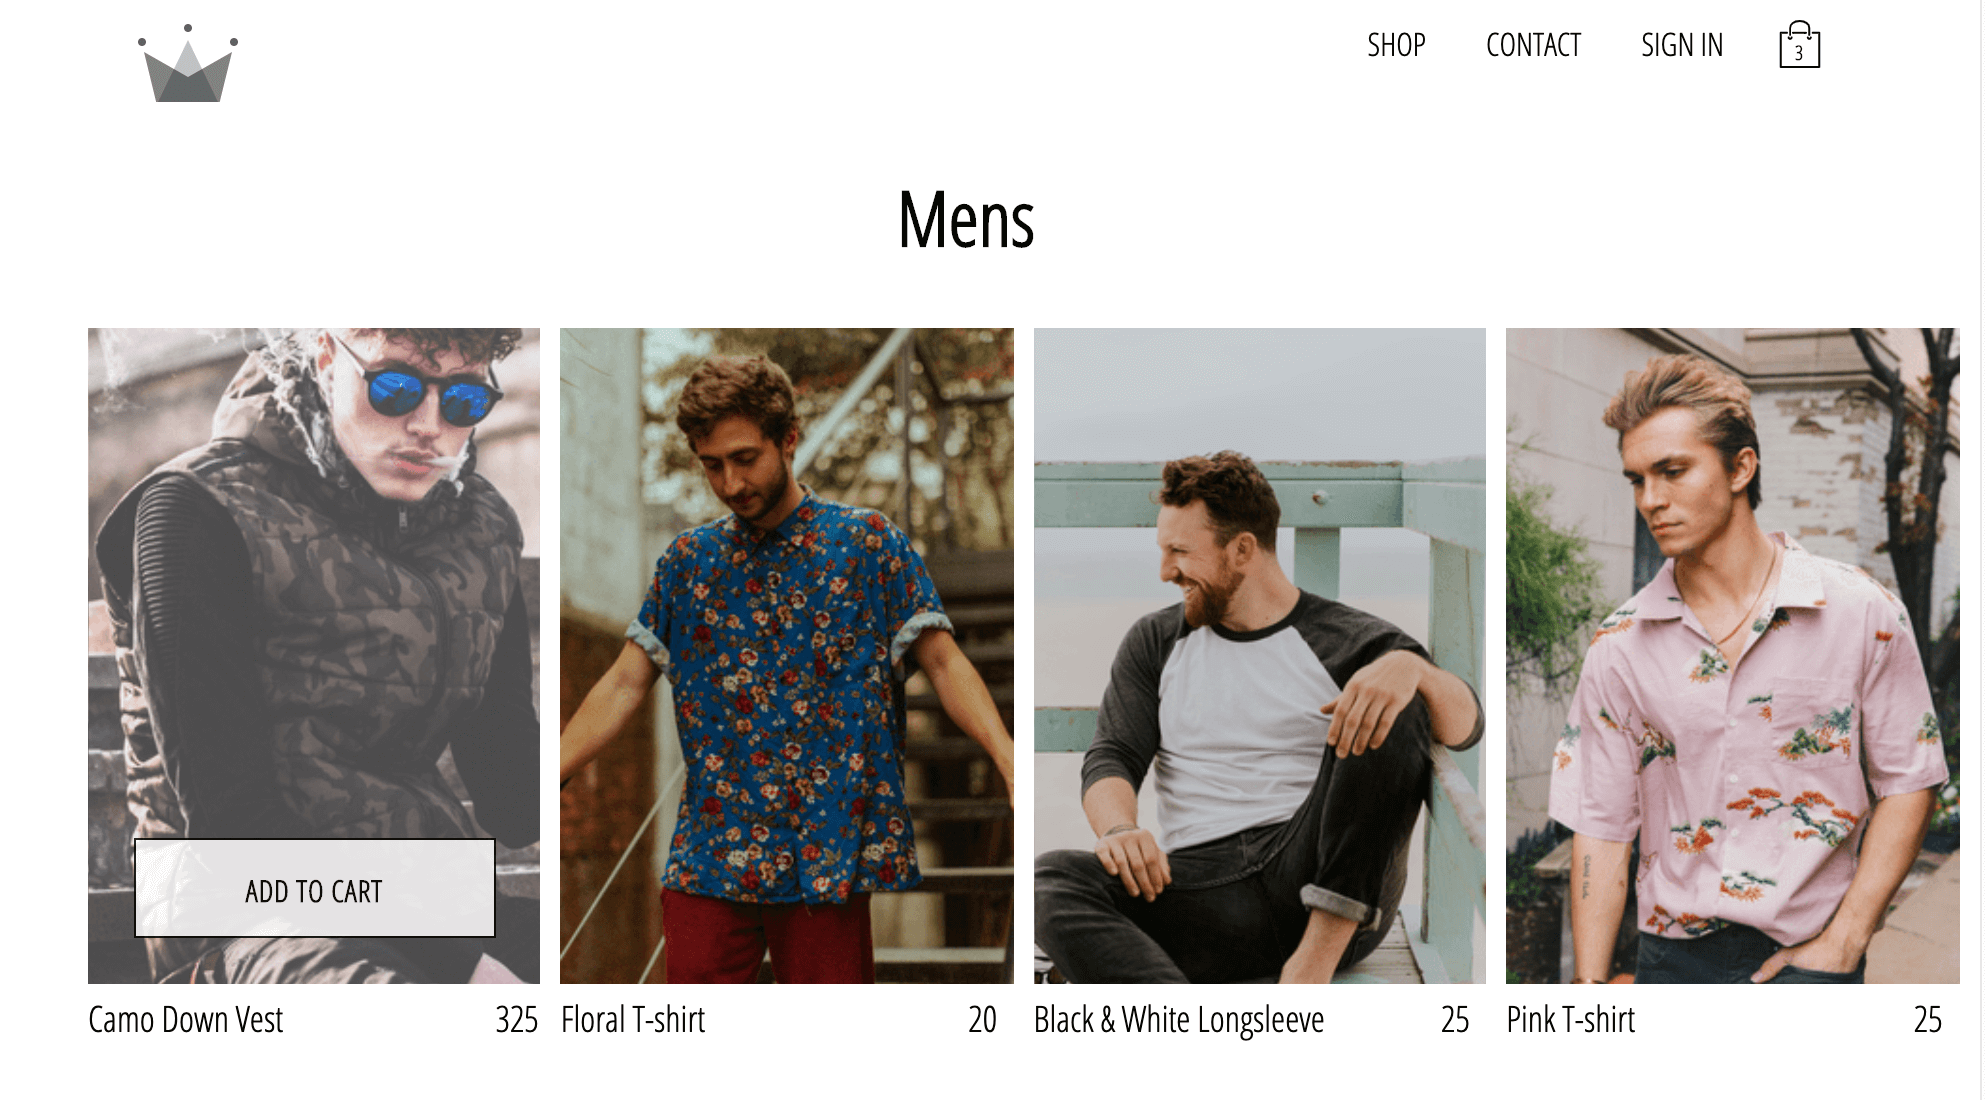 SHOP CONTACT SIGN IN 3
Mens
ADD TO CART
Camo Down Vest 325 Floral T-shirt 20 Black & White Longsleeve 25 Pink T-shirt 25